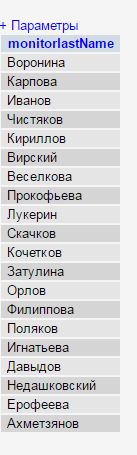 + Параметры
monitorlastName
Воронина
Карпова
Иванов
Чистяков
Кириллов
Вирский
Веселкова
Прокофьева
Лукерин
Скачков
Кочетков
Затулина
Орлов
Филиппова
Поляков
Игнатьева
Давыдов
Недашковский
Ерофеева
Ахметзянов